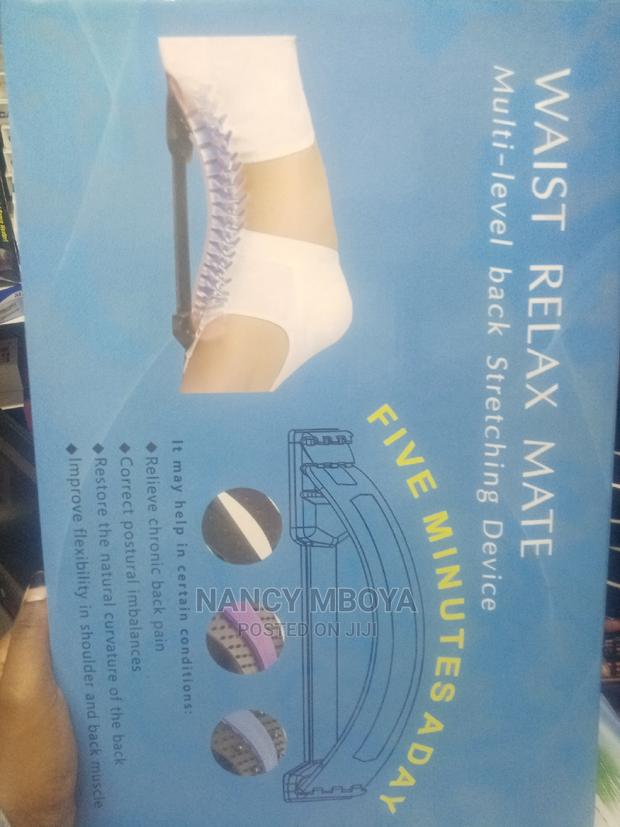 WAIST RELAX MATE
Multi-level back Stretching Device
FIVE MINUTES A DAY
It may help in certain conditions:
◆Relieve chronic back pain
◆Correct postural imbalances
◆Restore the natural curvature of the back
◆Improve flexibility in shoulder and back muscle
NANCY MBOYA
POSTED ON JIJI